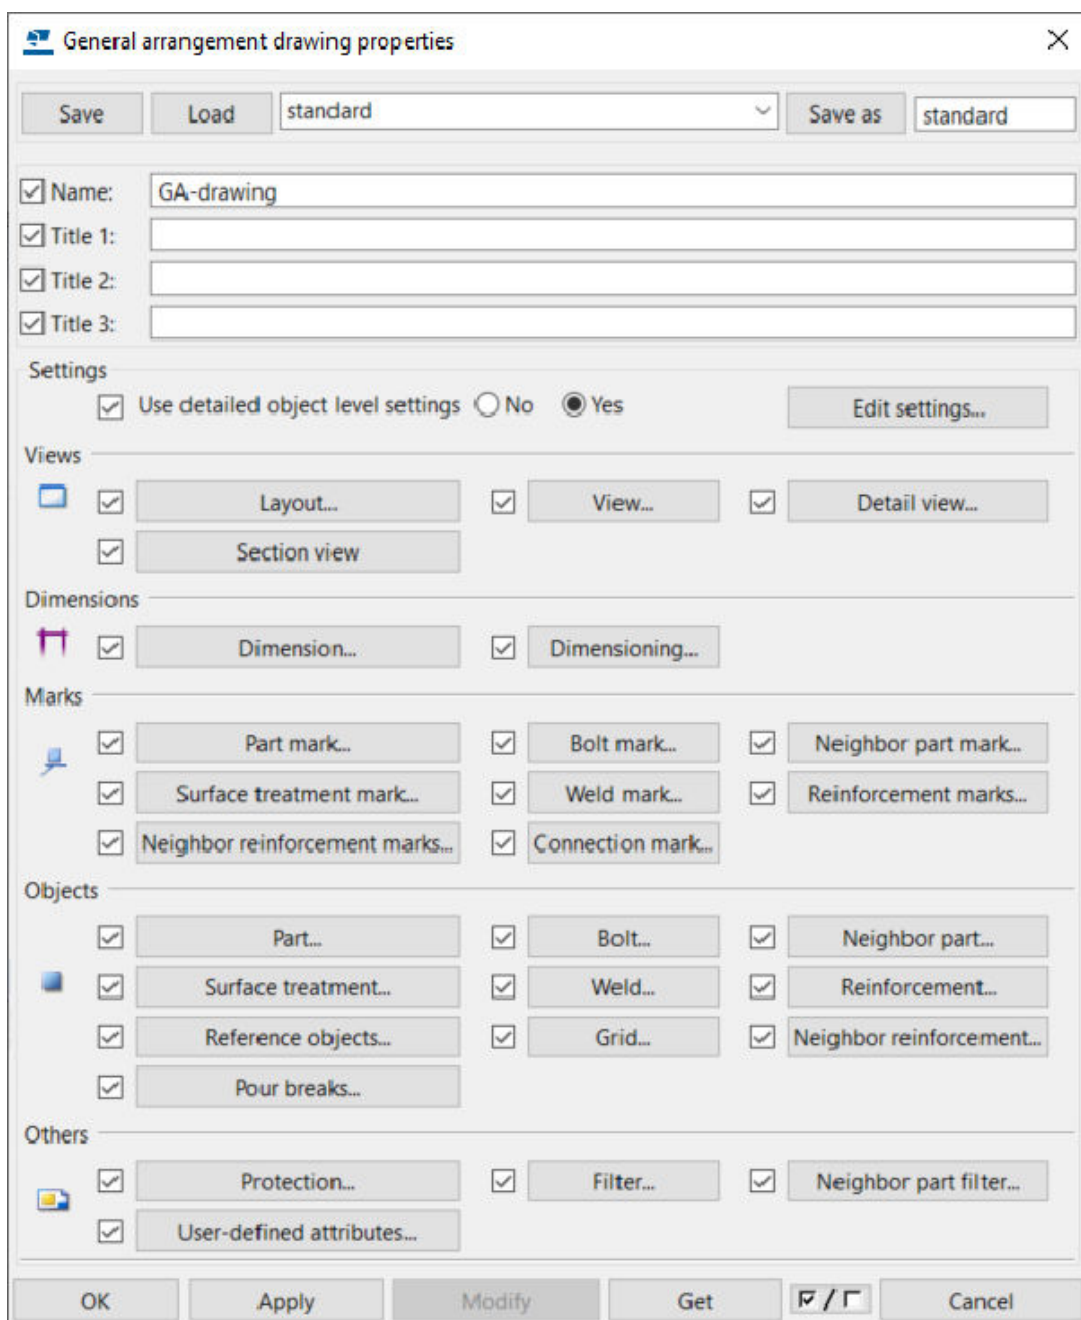 General arrangement drawing properties
Save Load standard Save as standard
Name: GA-drawing
Title 1:
Title 2:
Title 3:
Settings
Use detailed object level settings No Yes Edit settings...
Views
Layout... View... Detail view...
Section view
Dimensions
Dimension... Dimensioning...
Marks
Part mark... Bolt mark... Neighbor part mark...
Surface treatment mark... Weld mark... Reinforcement marks...
Neighbor reinforcement marks... Connection mark...
Objects
Part... Bolt... Neighbor part...
Surface treatment... Weld... Reinforcement...
Reference objects... Grid... Neighbor reinforcement...
Pour breaks...
Others
Protection... Filter... Neighbor part filter...
User-defined attributes...
OK Apply Modify Get / Cancel